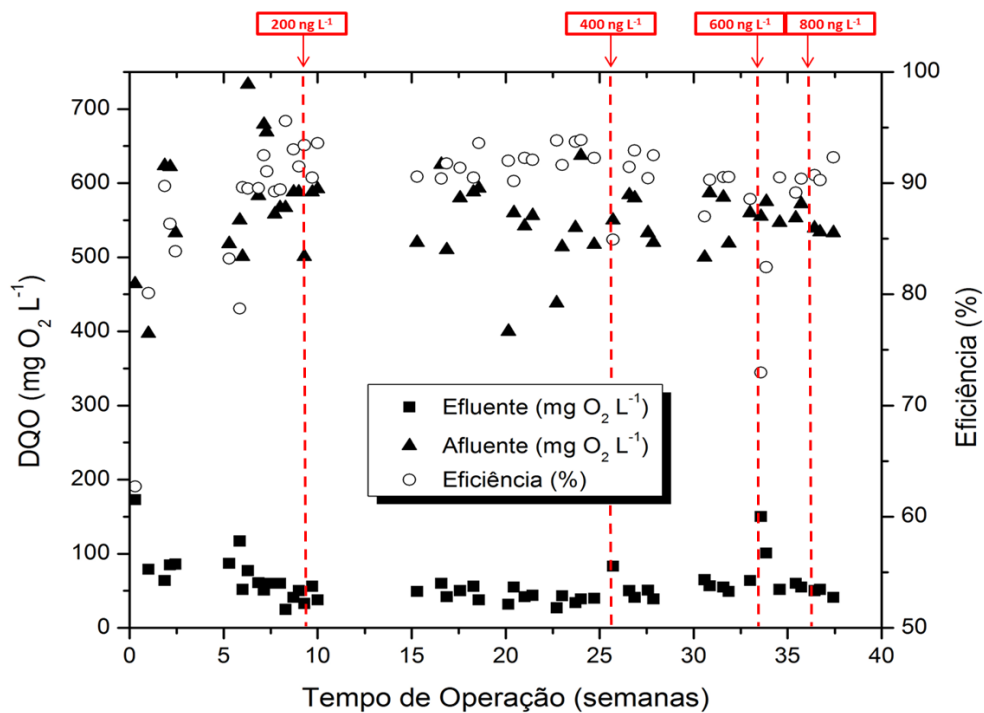 200 ng L⁻¹ 400 ng L⁻¹ 600 ng L⁻¹ 800 ng L⁻¹
DQO (mg O₂ L⁻¹)
700
600
500
400
300
200
100
0
Efluente (mg O₂ L⁻¹)
Afluente (mg O₂ L⁻¹)
Eficiência (%)
100
90
80
70
60
50
Eficiência (%)
0 5 10 15 20 25 30 35 40
Tempo de Operação (semanas)